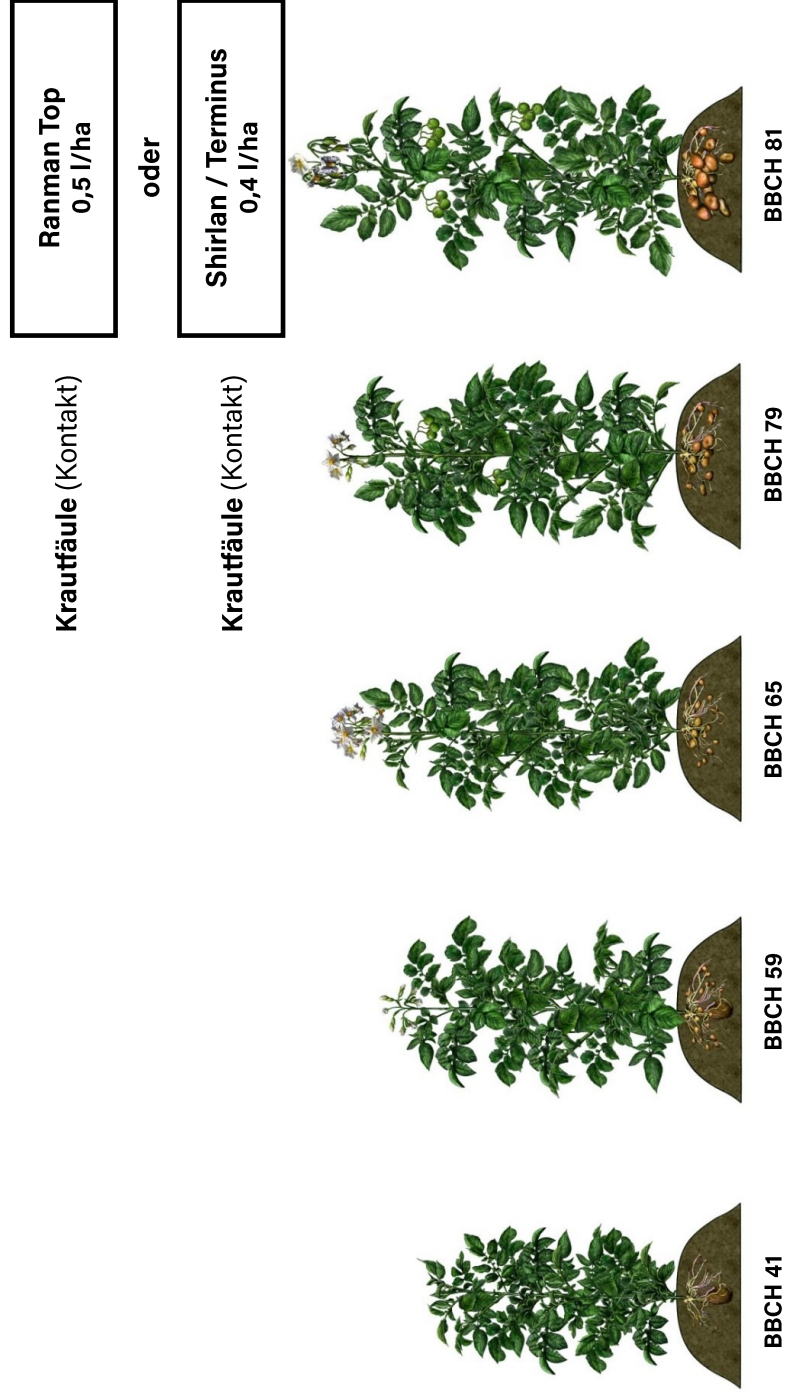 Krautfäule (Kontakt)
Ranman Top
0,5 l/ha
oder
Krautfäule (Kontakt)
Shirlan / Terminus
0,4 l/ha
BBCH 41
BBCH 59
BBCH 65
BBCH 79
BBCH 81